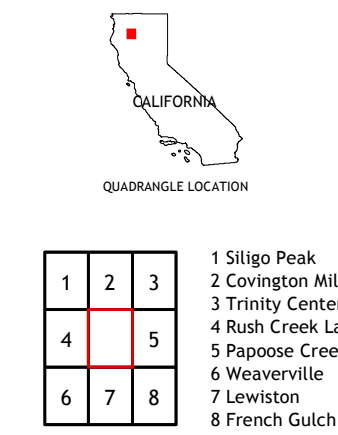 CALIFORNIA
QUADRANGLE LOCATION
1 2 3
4 5
6 7 8
1 Siligo Peak
2 Covington Mil
3 Trinity Center
4 Rush Creek La
5 Papoose Cree
6 Weaverville
7 Lewiston
8 French Gulch